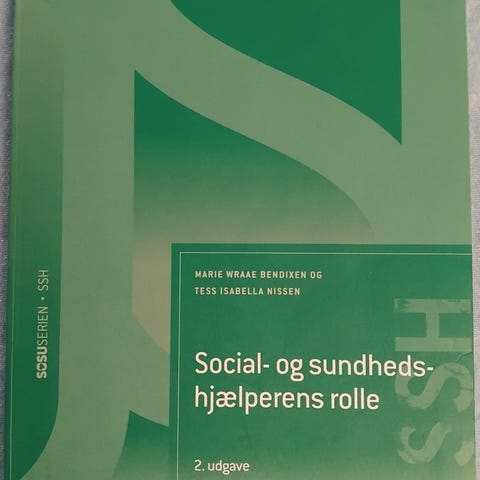 MARIE WRAAE BENDIXEN OG
TESS ISABELLA NISSEN
Social- og sundheds-
hjælperens rolle
2. udgave
SOSUSERIEN • SSH
SSH